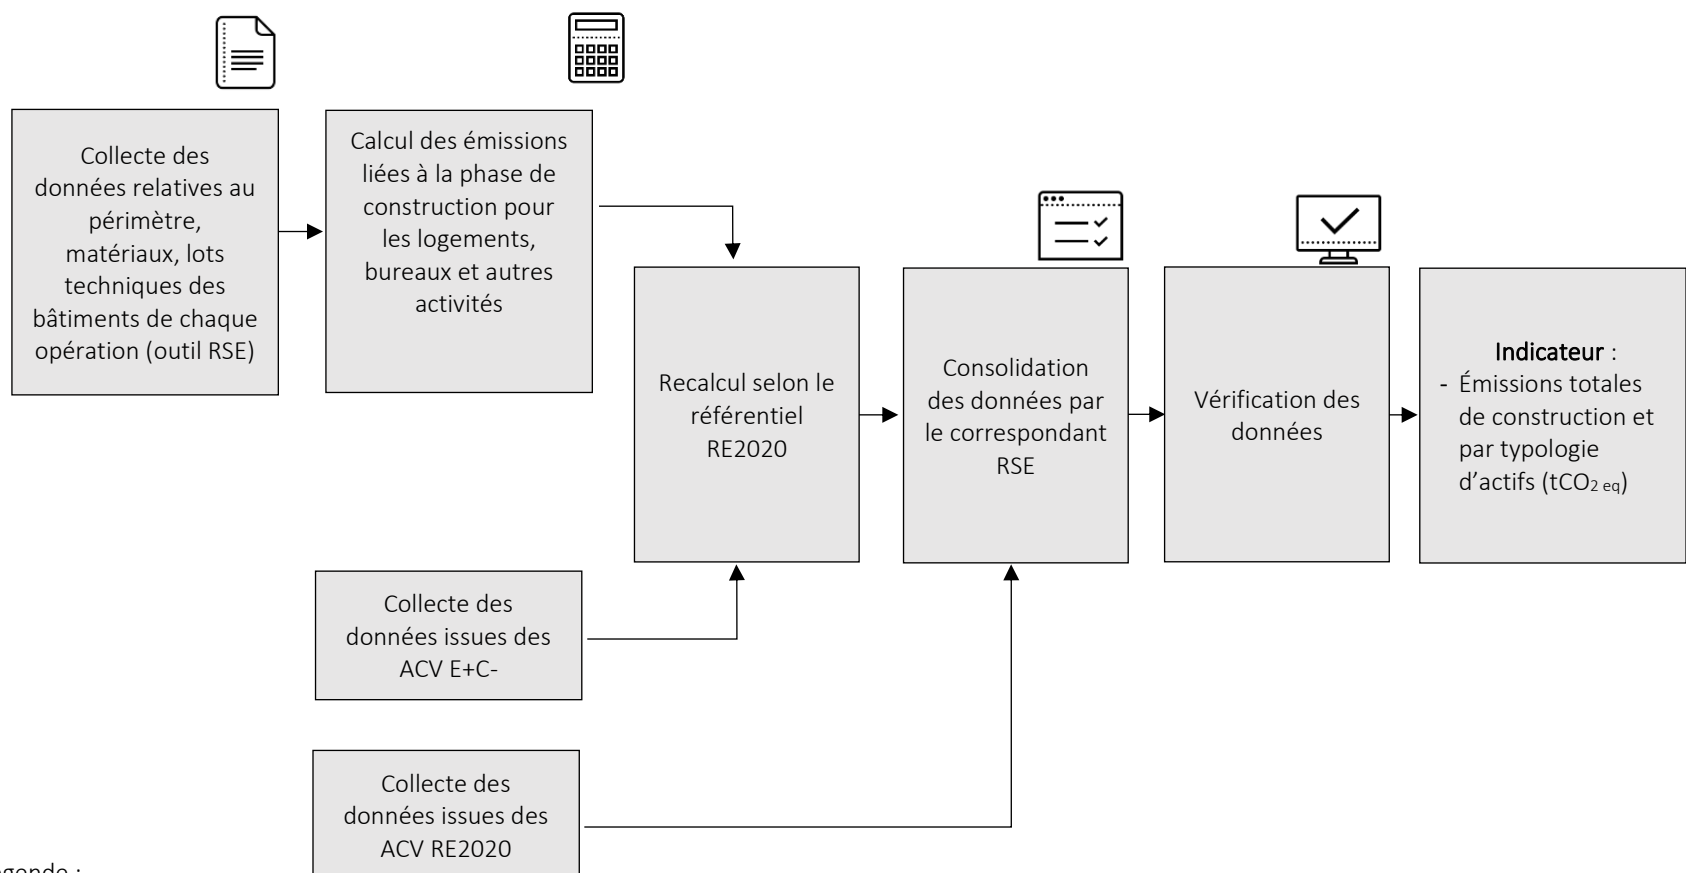 Collecte des
données relatives au
périmètre,
matériaux, lots
techniques des
bâtiments de chaque
opération (outil RSE)
Calcul des émissions
liées à la phase de
construction pour
les logements,
bureaux et autres
activités
Recalcul selon le
référentiel
RE2020
Consolidation
des données par
le correspondant
RSE
Vérification des
données
Indicateur :
- Émissions totales
de construction et
par typologie
d’actifs (tCO2 eq)
Collecte des
données issues des
ACV E+C-
Collecte des
données issues des
ACV RE2020